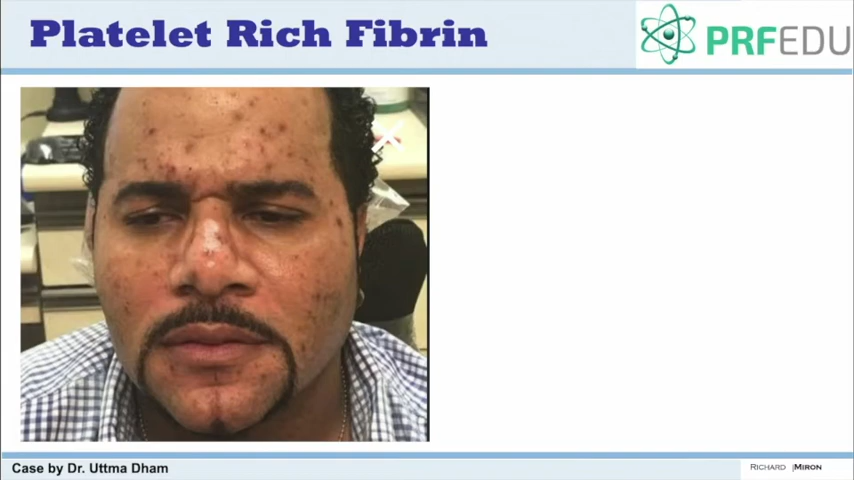 Platelet Rich Fibrin
PRFEDU
Case by Dr. Uttma Dham
RICHARD |MIRON